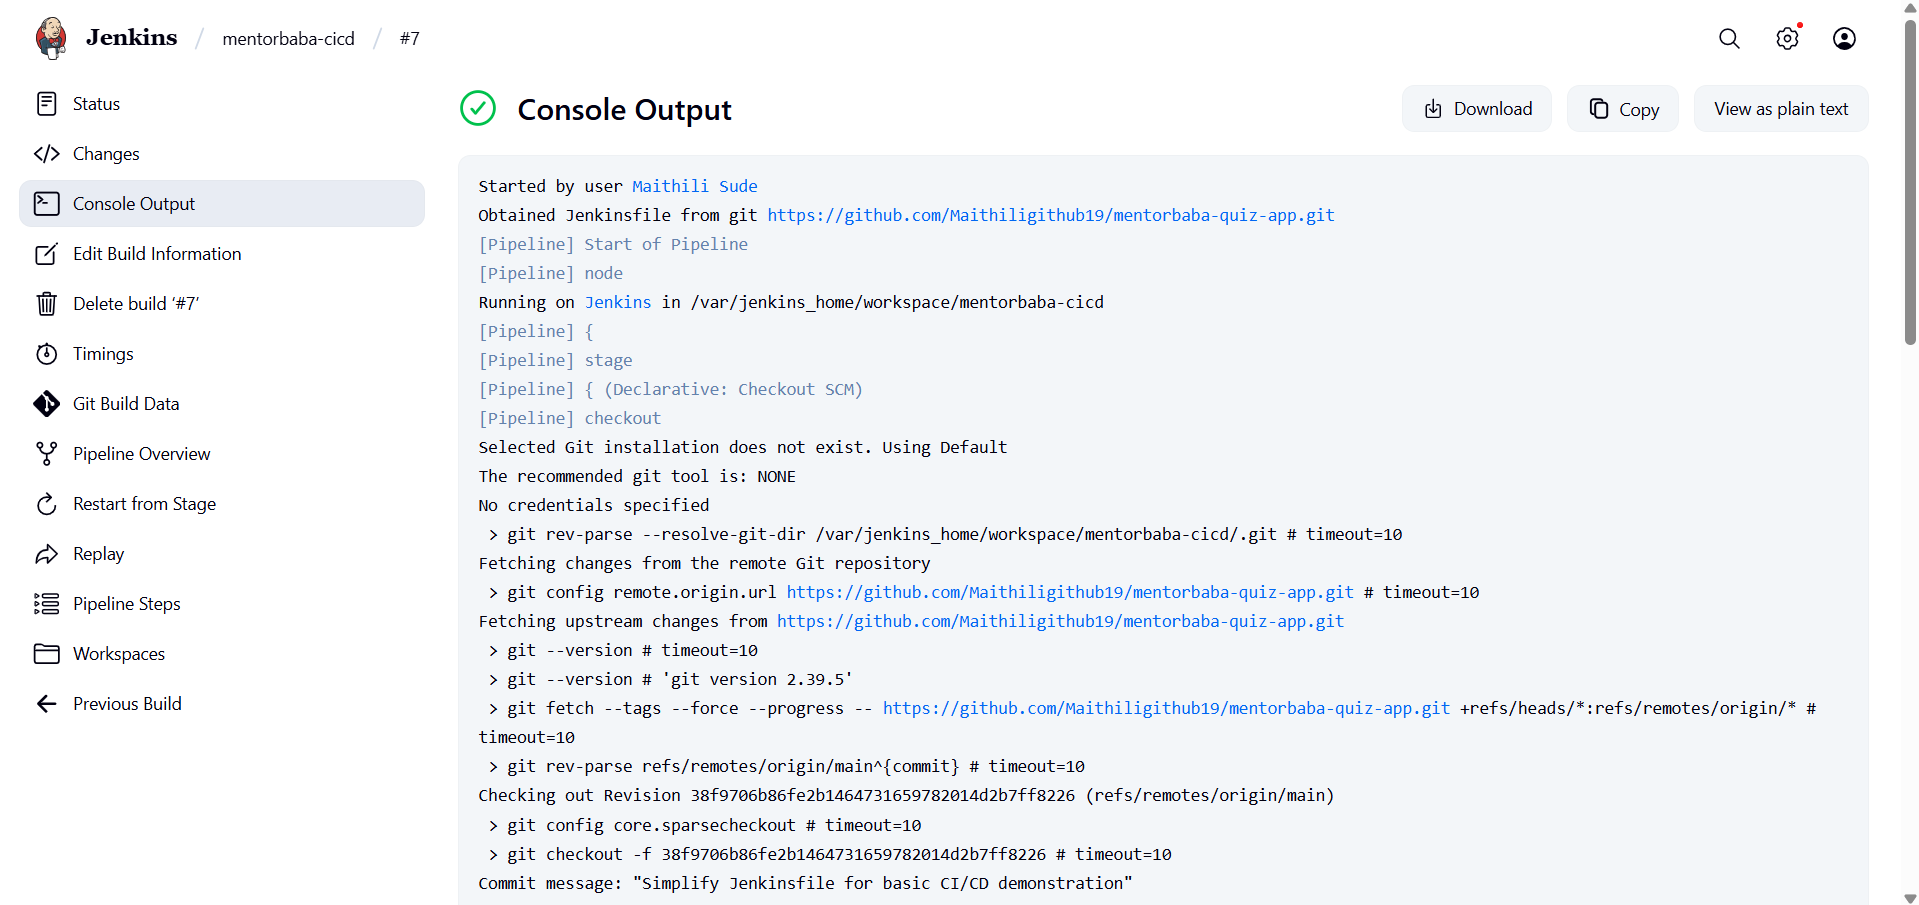 Jenkins / mentorbaba-cicd / #7
Status
Changes
Console Output
Edit Build Information
Delete build ‘#7’
Timings
Git Build Data
Pipeline Overview
Restart from Stage
Replay
Pipeline Steps
Workspaces
Previous Build
Console Output
Download
Copy
View as plain text
Started by user Maithili Sude
Obtained Jenkinsfile from git https://github.com/Maithiligithub19/mentorbaba-quiz-app.git
[Pipeline] Start of Pipeline
[Pipeline] node
Running on Jenkins in /var/jenkins_home/workspace/mentorbaba-cicd
[Pipeline] {
[Pipeline] stage
[Pipeline] { (Declarative: Checkout SCM)
[Pipeline] checkout
Selected Git installation does not exist. Using Default
The recommended git tool is: NONE
No credentials specified
 > git rev-parse --resolve-git-dir /var/jenkins_home/workspace/mentorbaba-cicd/.git # timeout=10
Fetching changes from the remote Git repository
 > git config remote.origin.url https://github.com/Maithiligithub19/mentorbaba-quiz-app.git # timeout=10
Fetching upstream changes from https://github.com/Maithiligithub19/mentorbaba-quiz-app.git
 > git --version # timeout=10
 > git --version # 'git version 2.39.5'
 > git fetch --tags --force --progress -- https://github.com/Maithiligithub19/mentorbaba-quiz-app.git +refs/heads/*:refs/remotes/origin/* #
timeout=10
 > git rev-parse refs/remotes/origin/main^{commit} # timeout=10
Checking out Revision 38f9706b86fe2b1464731659782014d2b7ff8226 (refs/remotes/origin/main)
 > git config core.sparsecheckout # timeout=10
 > git checkout -f 38f9706b86fe2b1464731659782014d2b7ff8226 # timeout=10
Commit message: "Simplify Jenkinsfile for basic CI/CD demonstration"